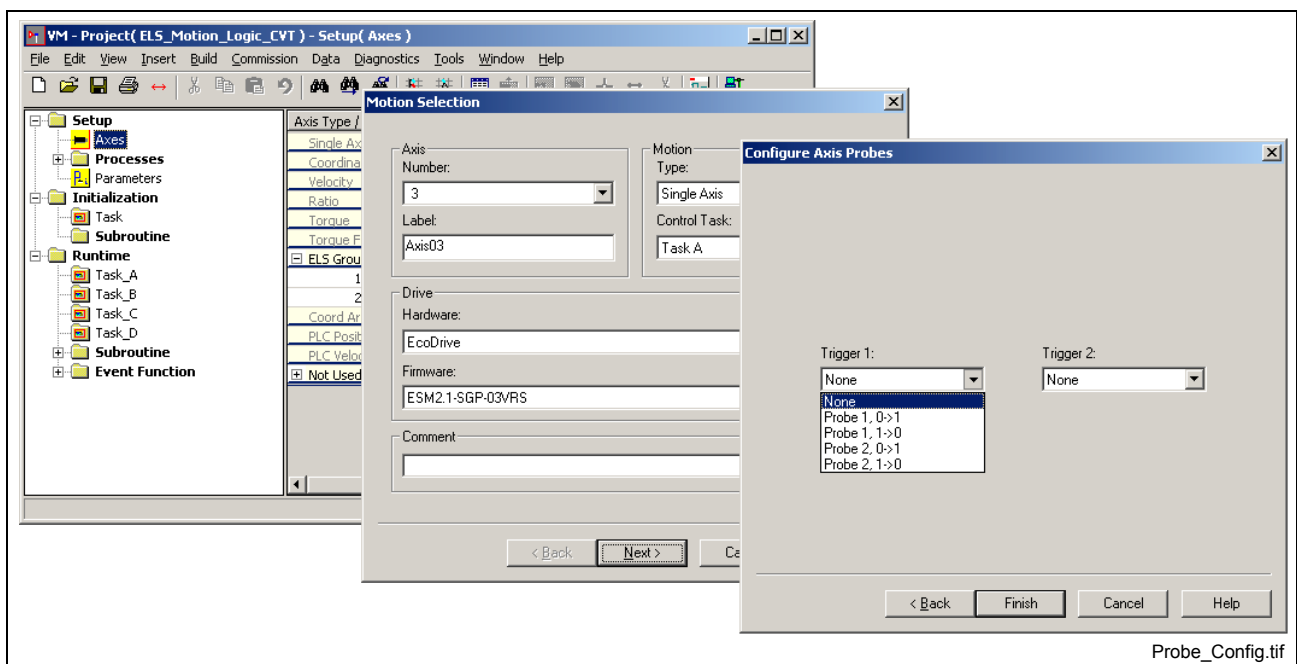 VM - Project( ELS_Motion_Logic_CVT ) - Setup( Axes )
File Edit View Insert Build Commission Data Diagnostics Tools Window Help
Setup
Axes
Processes
Parameters
Initialization
Task
Subroutine
Runtime
Task_A
Task_B
Task_C
Task_D
Subroutine
Event Function
Axis Type /
Single Ax
Coordina
Velocity
Ratio
Torque
Torque F
ELS Grou
1
2
Coord Ar
PLC Posit
PLC Veloc
Not Used
Motion Selection
Axis
Number:
3
Label:
Axis03
Motion
Type:
Single Axis
Control Task:
Task A
Drive
Hardware:
EcoDrive
Firmware:
ESM2.1-SGP-03VRS
Comment
< Back Next > Ca
Configure Axis Probes
Trigger 1: Trigger 2:
None None
None
Probe 1, 0->1
Probe 1, 1->0
Probe 2, 0->1
Probe 2, 1->0
< Back Finish Cancel Help
Probe_Config.tif